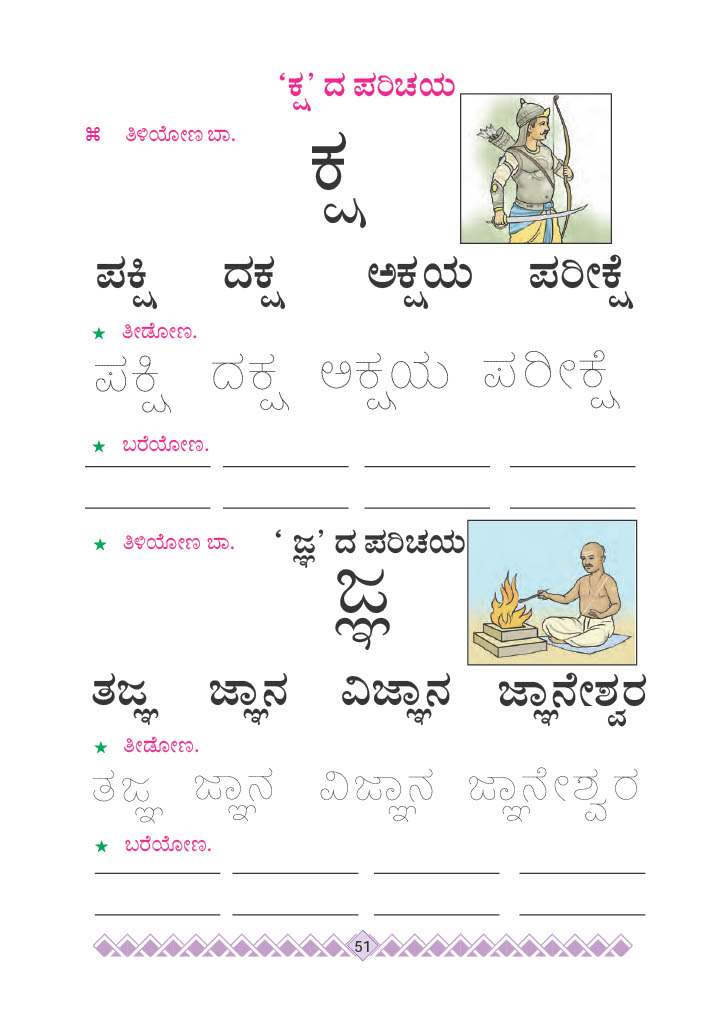 ‘ಕ್ಷ’ ದ ಪರಿಚಯ
⌘ ತಿಳಿಯೋಣ ಬಾ.
ಕ್ಷ
ಪಕ್ಷಿ ದಕ್ಷ ಅಕ್ಷಯ ಪರೀಕ್ಷೆ
★ ತೀಡೋಣ.
ಪಕ್ಷಿ ದಕ್ಷ ಅಕ್ಷಯ ಪರೀಕ್ಷೆ
★ ಬರೆಯೋಣ.
★ ತಿಳಿಯೋಣ ಬಾ. ‘ ಜ್ಞ’ ದ ಪರಿಚಯ
ಜ್ಞ
ತಜ್ಞ ಜ್ಞಾನ ವಿಜ್ಞಾನ ಜ್ಞಾನೇಶ್ವರ
★ ತೀಡೋಣ.
ತಜ್ಞ ಜ್ಞಾನ ವಿಜ್ಞಾನ ಜ್ಞಾನೇಶ್ವರ
★ ಬರೆಯೋಣ.
51